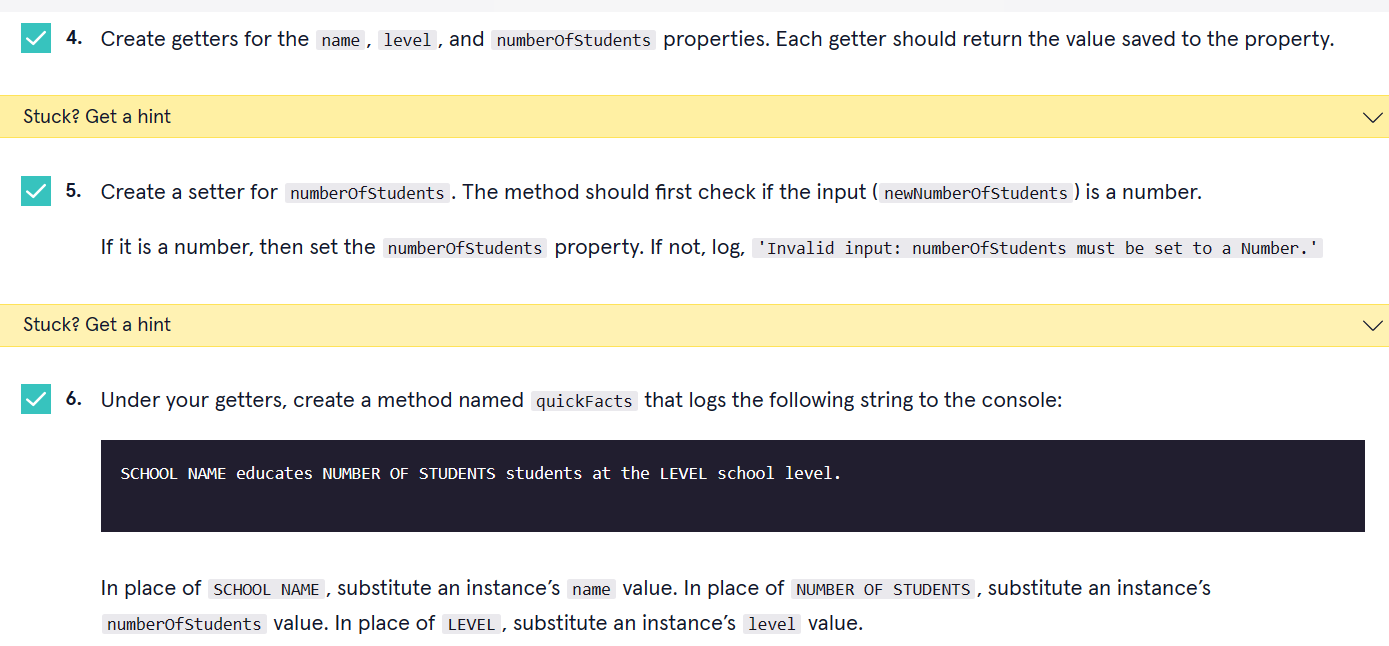 4. Create getters for the name, level, and numberOfStudents properties. Each getter should return the value saved to the property.
Stuck? Get a hint
5. Create a setter for numberOfStudents. The method should first check if the input (newNumberOfStudents) is a number.
If it is a number, then set the numberOfStudents property. If not, log, 'Invalid input: numberOfStudents must be set to a Number.'
Stuck? Get a hint
6. Under your getters, create a method named quickFacts that logs the following string to the console:
SCHOOL NAME educates NUMBER OF STUDENTS students at the LEVEL school level.
In place of SCHOOL NAME, substitute an instance’s name value. In place of NUMBER OF STUDENTS, substitute an instance’s
numberOfStudents value. In place of LEVEL, substitute an instance’s level value.